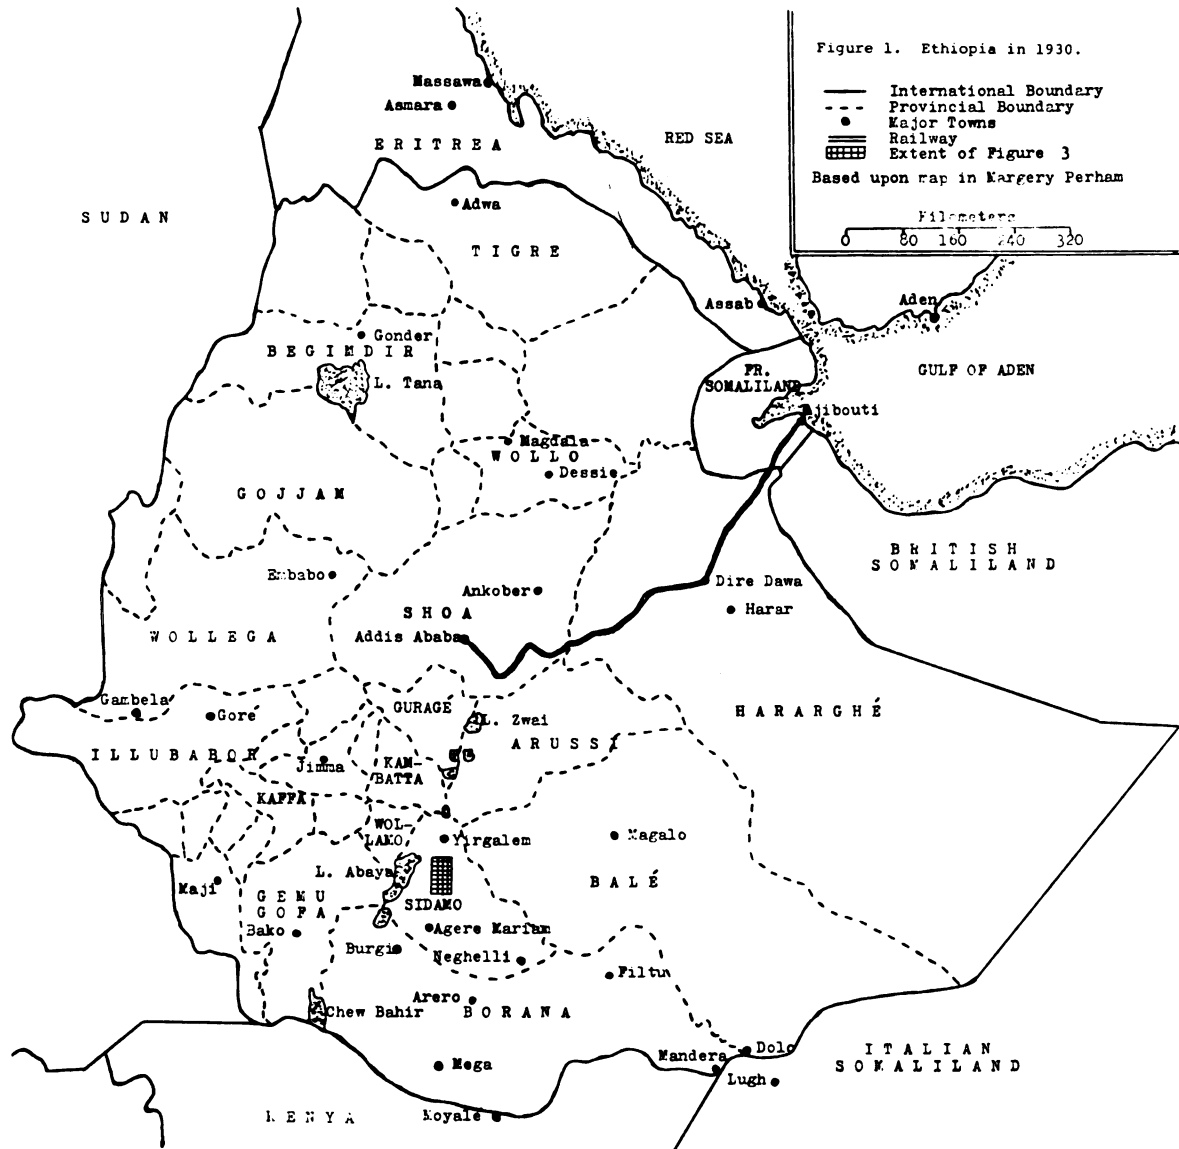 Figure 1. Ethiopia in 1930.
International Boundary
Provincial Boundary
Major Towns
Railway
Extent of Figure 3
Based upon map in Margery Perham
Kilometers
0 80 160 240 320
Massawa
Asmara
ERITREA
RED SEA
SUDAN
Adwa
TIGRE
Assab
Aden
Gonder
BEGIMDIR
L. Tana
FR.
SOMALILAND
GULF OF ADEN
Djibouti
Magdala
WOLLO
Dessie
GOJJAM
BRITISH
SOMALILAND
Embabo
Ankober
Dire Dawa
Harar
SHOA
WOLLEGA
Addis Ababa
Gambela
Gore
GURAGE
L. Zwai
HARARGHÉ
ARUSSI
ILLUBABOR
Jimma
KAM-
BATTA
KAFFA
WOL-
LAMO
Yirgalem
Magalo
L. Abaya
Maji
GEMU
GOFA
BALÉ
SIDAMO
Bako
Agere Mariam
Burgi
Neghelli
Filtu
Arero
Chew Bahir
BORANA
Mega
Mandera
Dolo
Lugh
ITALIAN
SOMALILAND
KENYA
Moyale